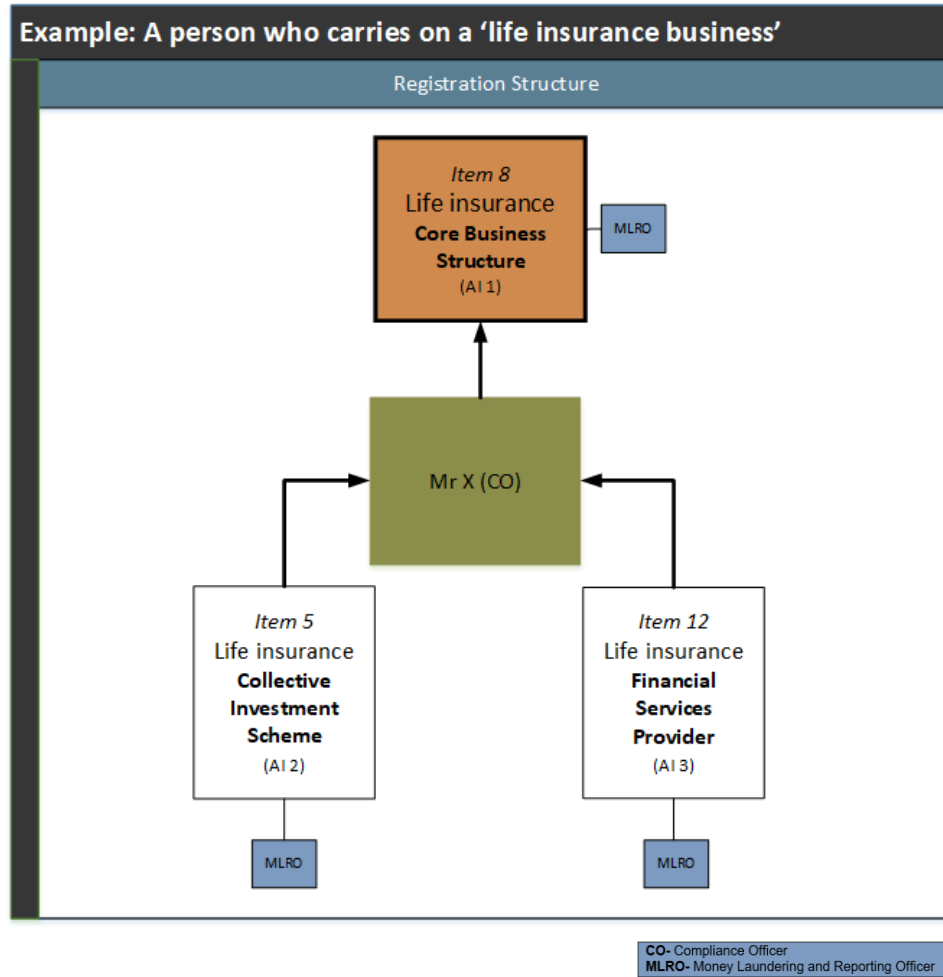 Example: A person who carries on a ‘life insurance business’
Registration Structure
Item 8
Life insurance
Core Business
Structure
(AI 1)
MLRO
Mr X (CO)
Item 5
Life insurance
Collective
Investment
Scheme
(AI 2)
MLRO
Item 12
Life insurance
Financial
Services
Provider
(AI 3)
MLRO
CO- Compliance Officer
MLRO- Money Laundering and Reporting Officer